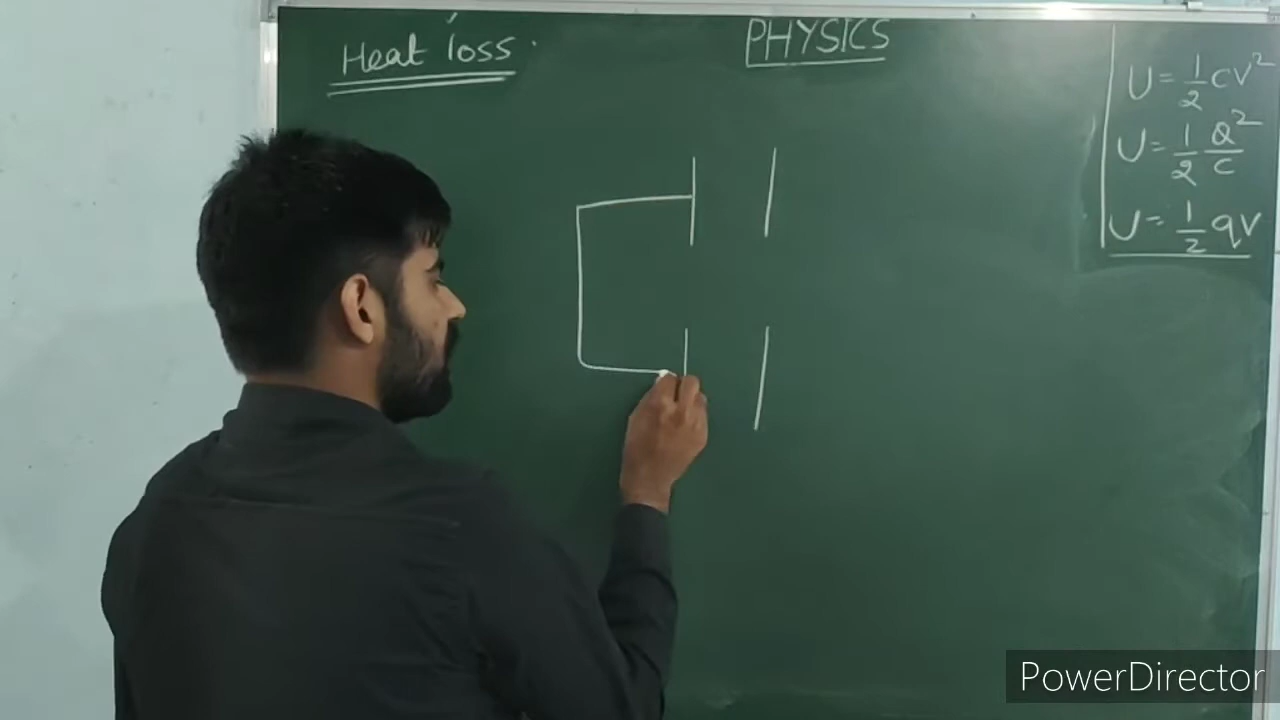 Heat loss.
PHYSICS
U = 1/2 CV²
U = 1/2 Q²/C
U = 1/2 qV
PowerDirector